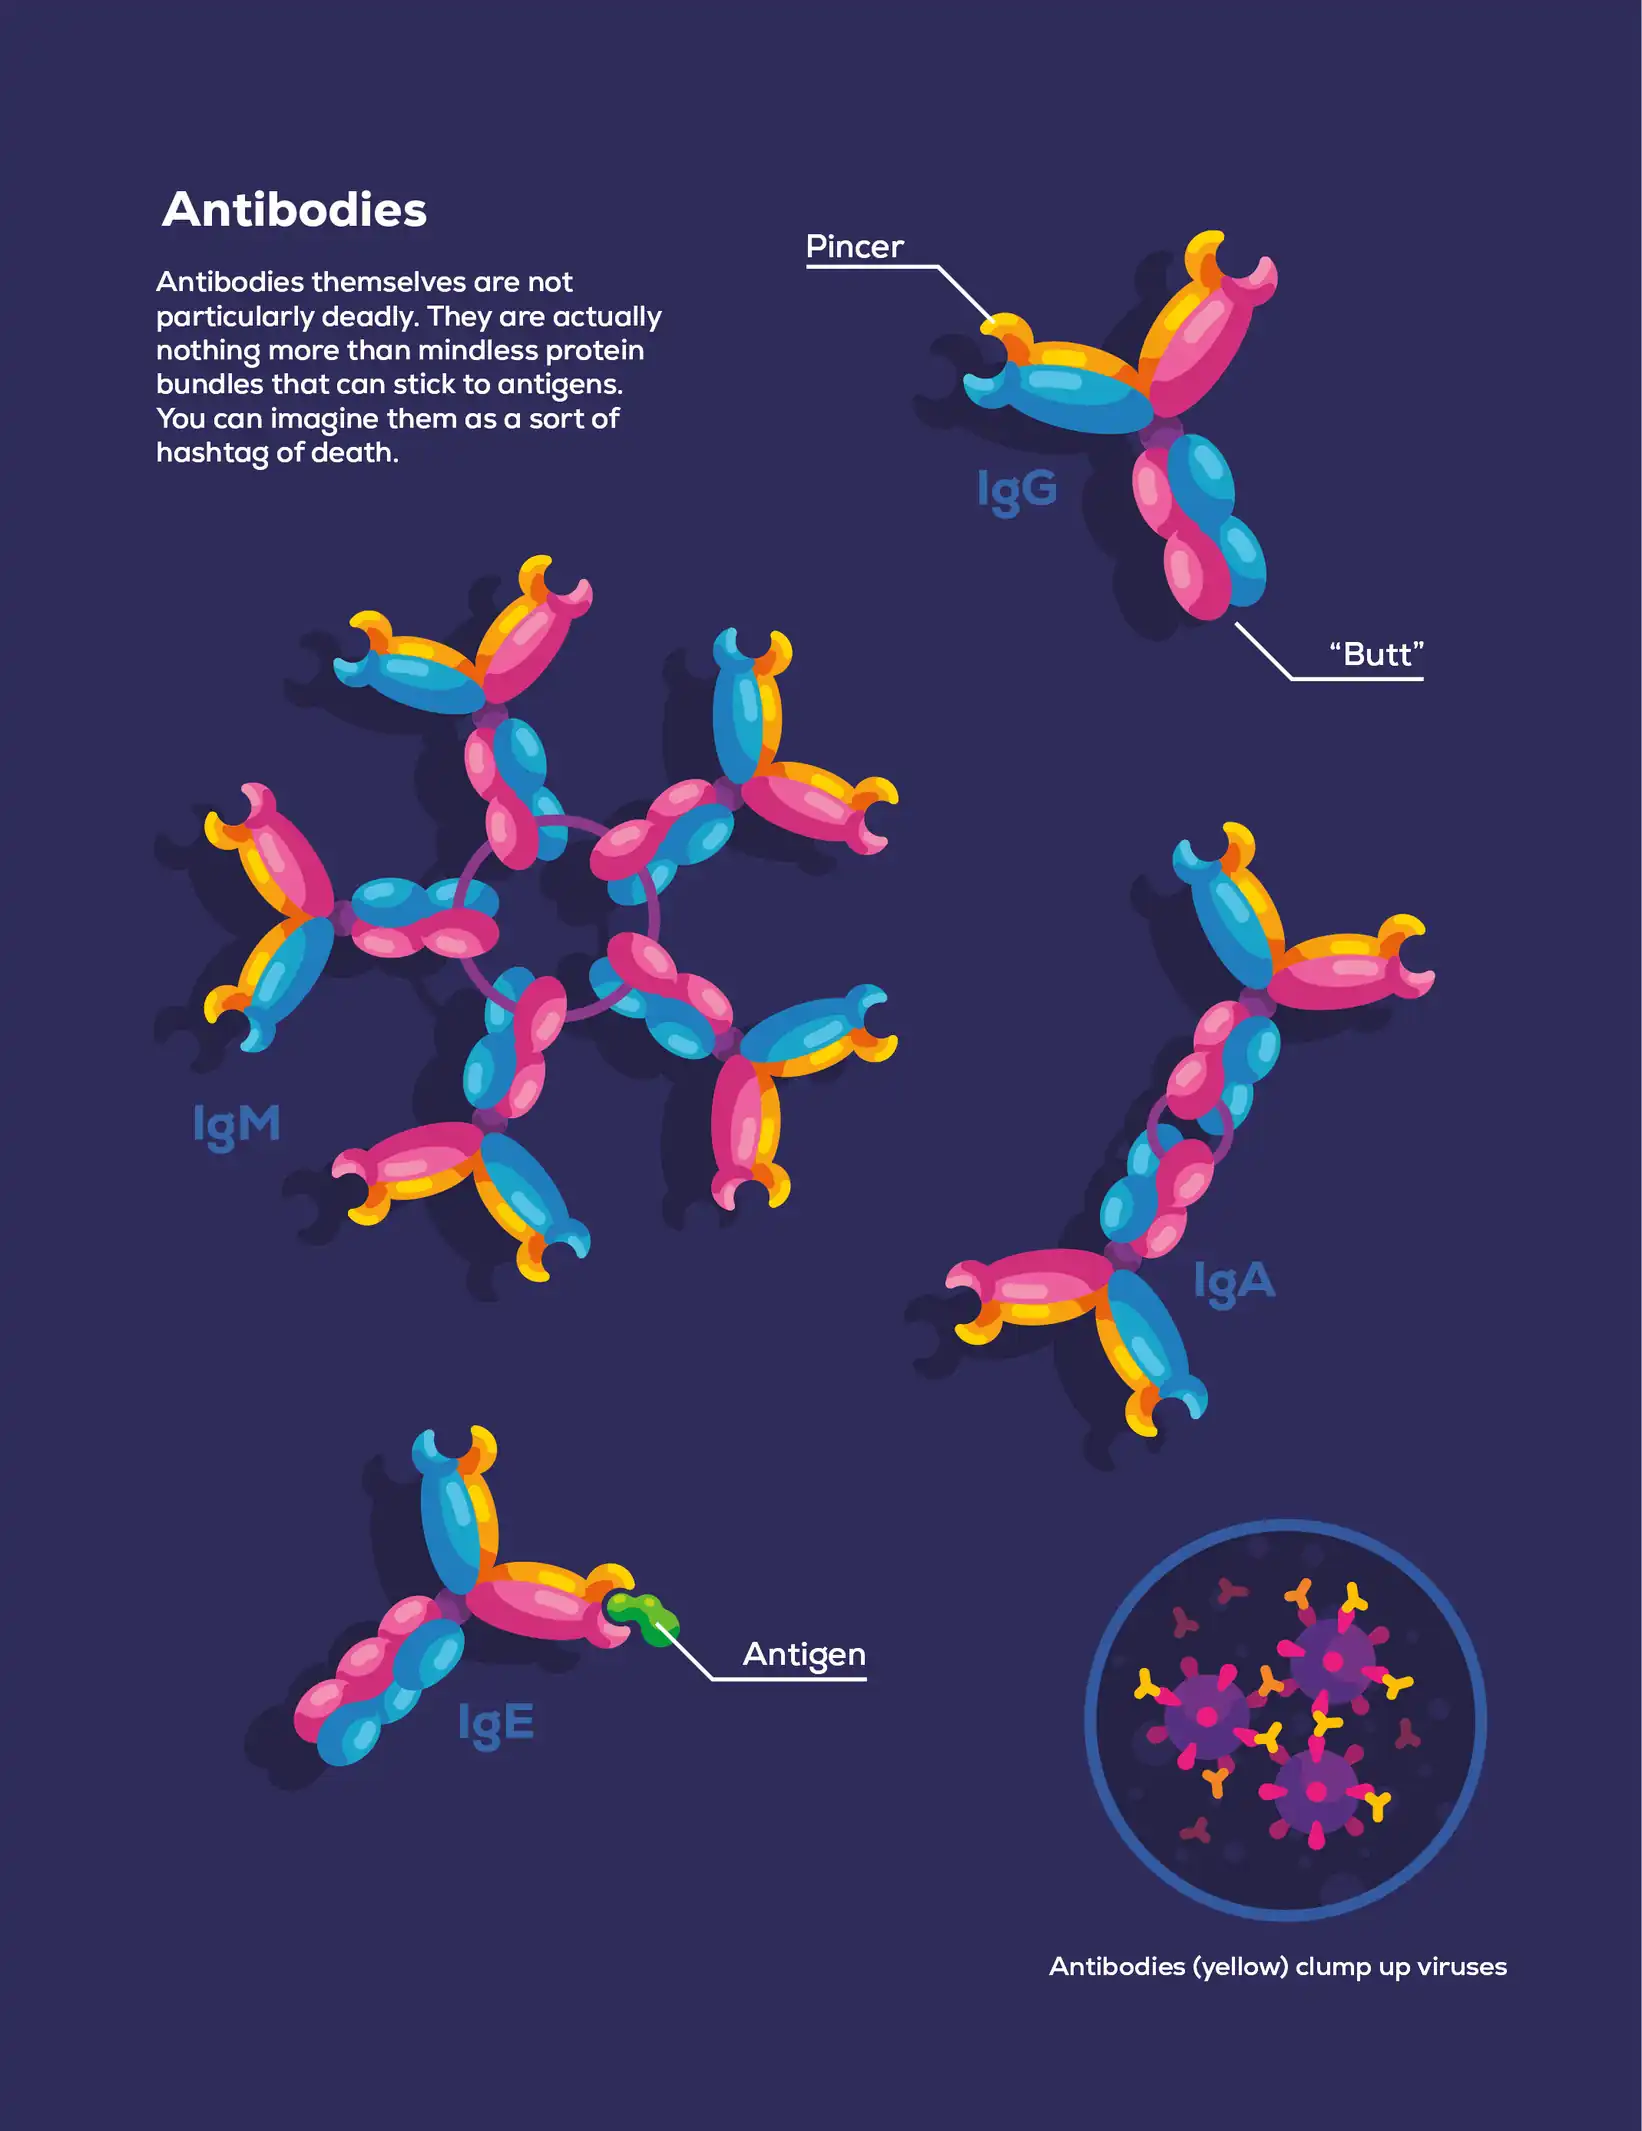 Antibodies
Antibodies themselves are not
particularly deadly. They are actually
nothing more than mindless protein
bundles that can stick to antigens.
You can imagine them as a sort of
hashtag of death.
Pincer
IgG
“Butt”
IgM
IgA
IgE
Antigen
Antibodies (yellow) clump up viruses